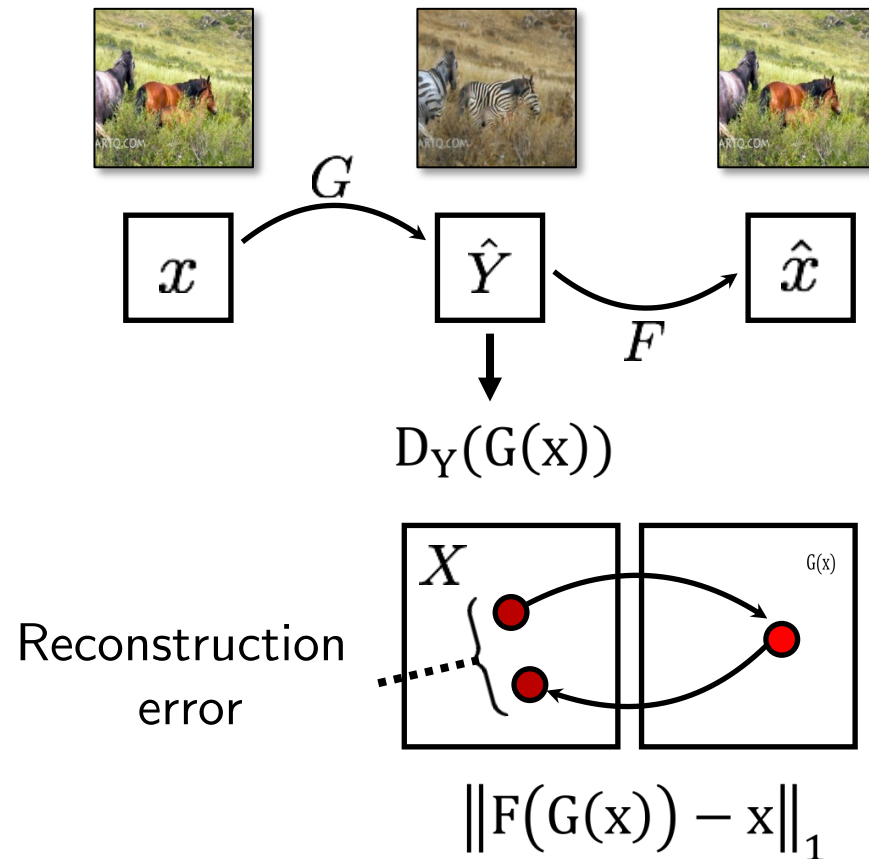 ARTQ.COM
ARTQ.COM
ARTQ.COM
G
x
Ŷ
x̂
F
D_Y(G(x))
X
G(x)
Reconstruction
error
‖F(G(x)) − x‖₁